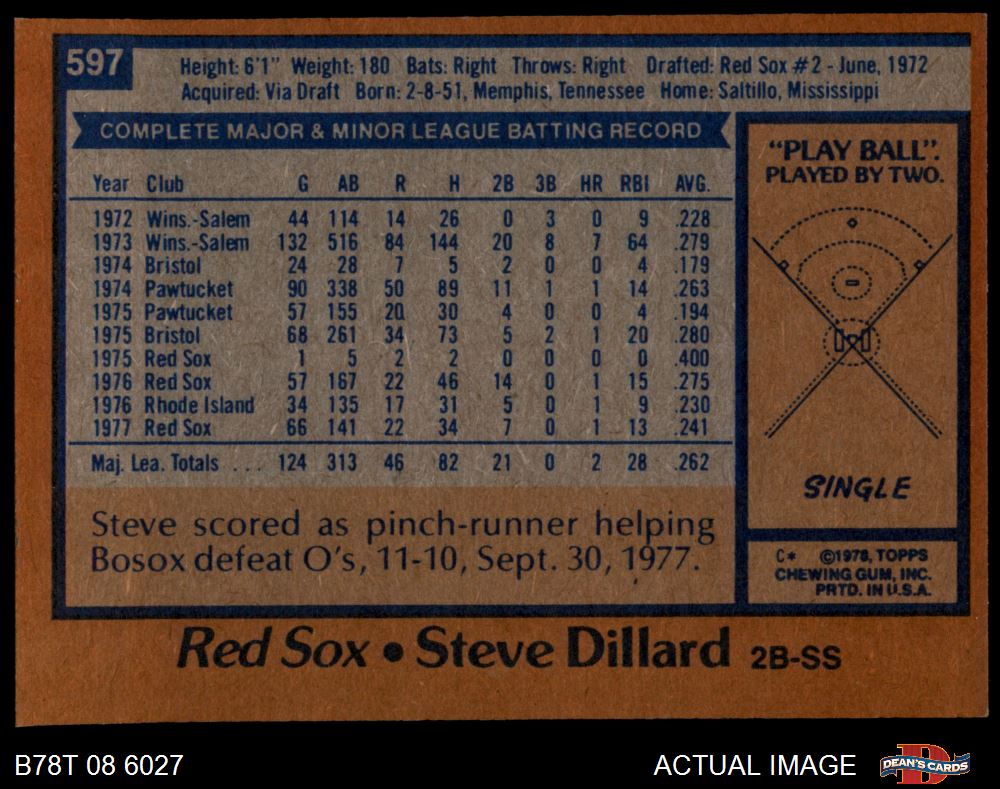 597
Height: 6'1" Weight: 180 Bats: Right Throws: Right Drafted: Red Sox #2 - June, 1972
Acquired: Via Draft Born: 2-8-51, Memphis, Tennessee Home: Saltillo, Mississippi
COMPLETE MAJOR & MINOR LEAGUE BATTING RECORD
Year Club G AB R H 2B 3B HR RBI AVG.
1972 Wins.-Salem 44 114 14 26 0 3 0 9 .228
1973 Wins.-Salem 132 516 84 144 20 8 7 64 .279
1974 Bristol 24 28 7 5 2 0 0 4 .179
1974 Pawtucket 90 338 50 89 11 1 1 14 .263
1975 Pawtucket 57 155 20 30 4 0 0 4 .194
1975 Bristol 68 261 34 73 5 2 1 20 .280
1975 Red Sox 1 5 2 2 0 0 0 0 .400
1976 Red Sox 57 167 22 46 14 0 1 15 .275
1976 Rhode Island 34 135 17 31 5 0 1 9 .230
1977 Red Sox 66 141 22 34 7 0 1 13 .241
Maj. Lea. Totals . . . 124 313 46 82 21 0 2 28 .262
Steve scored as pinch-runner helping
Bosox defeat O's, 11-10, Sept. 30, 1977.
"PLAY BALL".
PLAYED BY TWO.
SINGLE
C* ©1978, TOPPS
CHEWING GUM, INC.
PRTD. IN U.S.A.
Red Sox • Steve Dillard 2B-SS
B78T 08 6027
ACTUAL IMAGE
DEAN'S CARDS